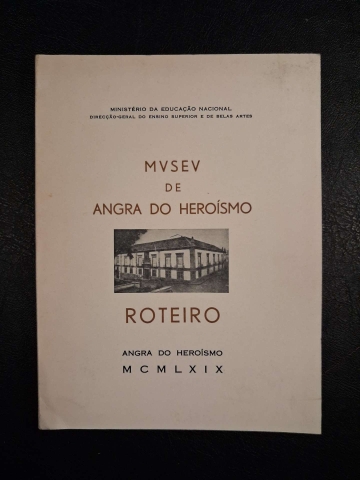 MINISTÉRIO DA EDUCAÇÃO NACIONAL
DIRECÇÃO-GERAL DO ENSINO SUPERIOR E DE BELAS ARTES
MVSEV
DE
ANGRA DO HEROÍSMO
ROTEIRO
ANGRA DO HEROÍSMO
MCMLXIX